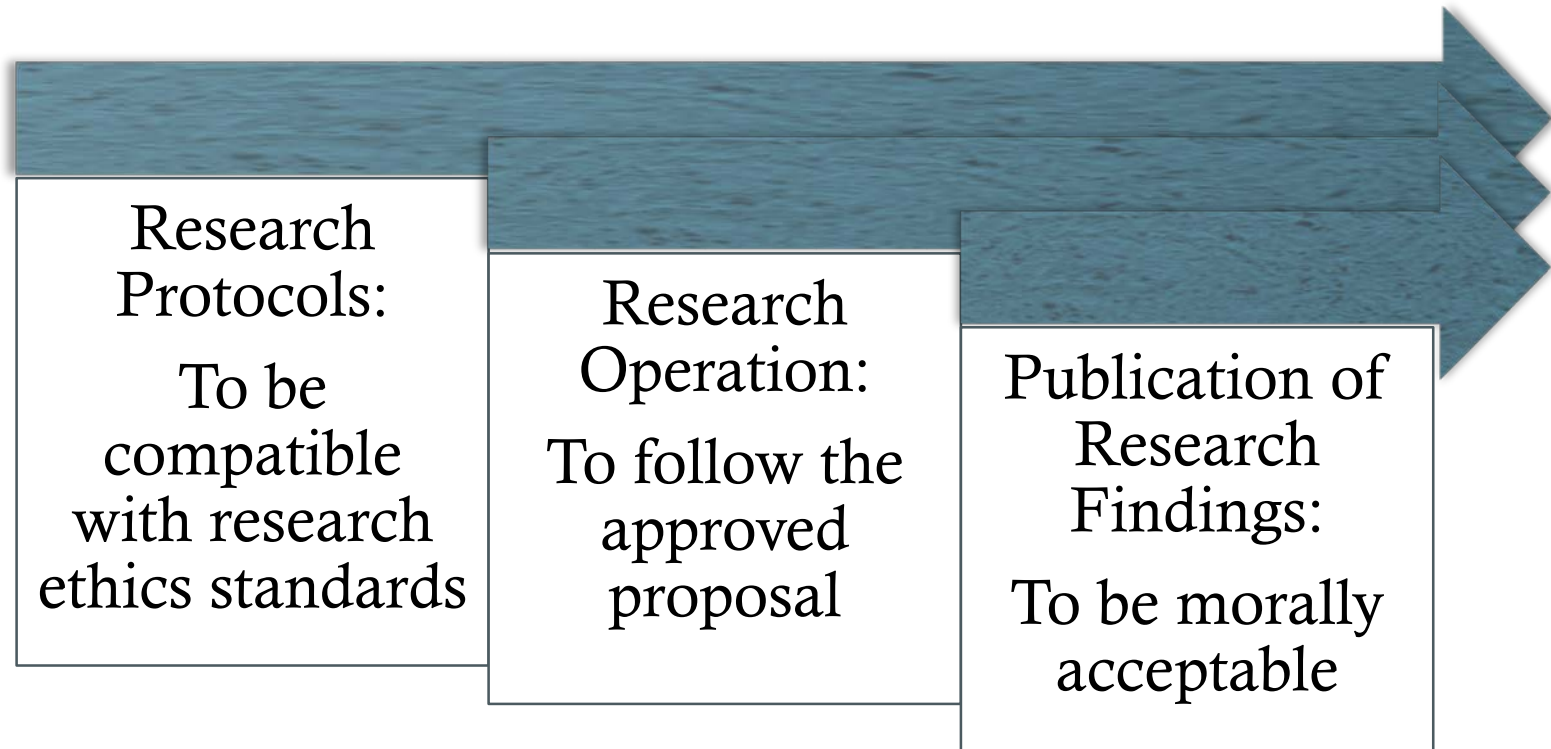 Research
Protocols:
To be
compatible
with research
ethics standards
Research
Operation:
To follow the
approved
proposal
Publication of
Research
Findings:
To be morally
acceptable